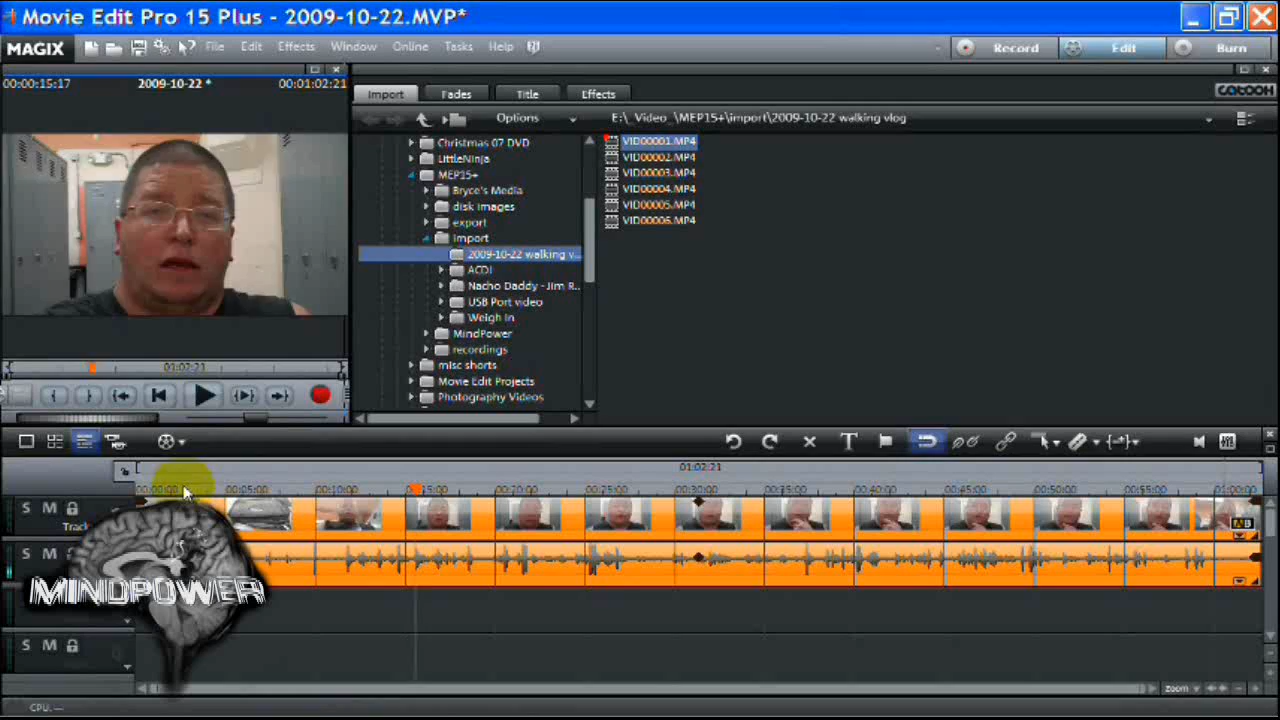 Movie Edit Pro 15 Plus - 2009-10-22.MVP*
MAGIX File Edit Effects Window Online Tasks Help Record Edit Burn
00:00:15:17 2009-10-22 * 00:01:02:21
Import Fades Title Effects CATOOH
Options E:\_Video_\MEP15+\import\2009-10-22 walking vlog
Christmas 07 DVD
LittleNinja
MEP15+
Bryce's Media
disk images
export
import
2009-10-22 walking v...
ACDI
Nacho Daddy - Jim R...
USB Port video
Weigh In
MindPower
recordings
misc shorts
Movie Edit Projects
Photography Videos
VID00001.MP4
VID00002.MP4
VID00003.MP4
VID00004.MP4
VID00005.MP4
VID00006.MP4
01:02:21
01:02:21
00:00:00 00:05:00 00:10:00 00:15:00 00:20:00 00:25:00 00:30:00 00:35:00 00:40:00 00:45:00 00:50:00 00:55:00 01:00:00
S M
Track
S M
MINDPOWER
S M
zoom
CPU: —